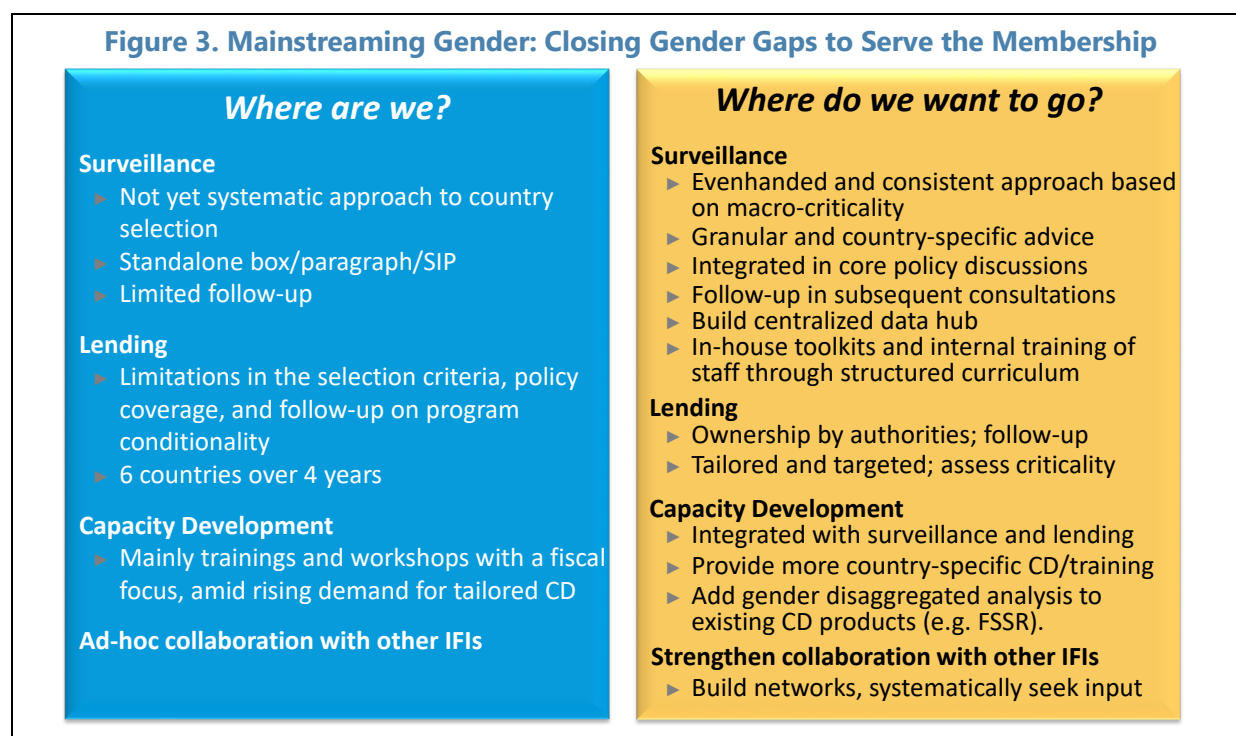 Figure 3. Mainstreaming Gender: Closing Gender Gaps to Serve the Membership
Where are we?
Surveillance
► Not yet systematic approach to country
selection
► Standalone box/paragraph/SIP
► Limited follow-up
Lending
► Limitations in the selection criteria, policy
coverage, and follow-up on program
conditionality
► 6 countries over 4 years
Capacity Development
► Mainly trainings and workshops with a fiscal
focus, amid rising demand for tailored CD
Ad-hoc collaboration with other IFIs
Where do we want to go?
Surveillance
► Evenhanded and consistent approach based
on macro-criticality
► Granular and country-specific advice
► Integrated in core policy discussions
► Follow-up in subsequent consultations
► Build centralized data hub
► In-house toolkits and internal training of
staff through structured curriculum
Lending
► Ownership by authorities; follow-up
► Tailored and targeted; assess criticality
Capacity Development
► Integrated with surveillance and lending
► Provide more country-specific CD/training
► Add gender disaggregated analysis to
existing CD products (e.g. FSSR).
Strengthen collaboration with other IFIs
► Build networks, systematically seek input